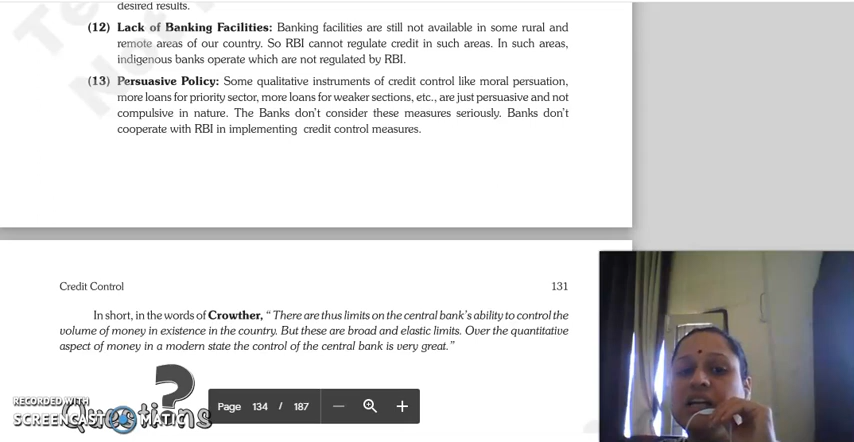 desired results.
(12) Lack of Banking Facilities: Banking facilities are still not available in some rural and
remote areas of our country. So RBI cannot regulate credit in such areas. In such areas,
indigenous banks operate which are not regulated by RBI.
(13) Persuasive Policy: Some qualitative instruments of credit control like moral persuation,
more loans for priority sector, more loans for weaker sections, etc., are just persuasive and not
compulsive in nature. The Banks don't consider these measures seriously. Banks don't
cooperate with RBI in implementing credit control measures.
Credit Control 131
In short, in the words of Crowther, “ There are thus limits on the central bank's ability to control the
volume of money in existence in the country. But these are broad and elastic limits. Over the quantitative
aspect of money in a modern state the control of the central bank is very great.”
?
Questions
RECORDED WITH
SCREENCAST MATIC
Page 134 / 187